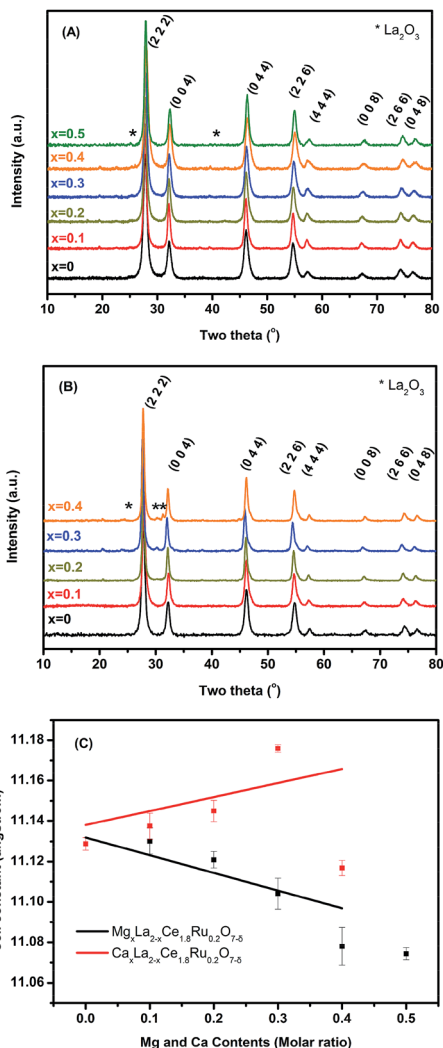 (A)
* La2O3
(2 2 2)
(0 0 4)
(0 4 4)
(2 2 6)
(4 4 4)
(0 0 8)
(2 6 6)
(0 4 8)
* *
x=0.5
x=0.4
x=0.3
x=0.2
x=0.1
x=0
Intensity (a.u.)
10 20 30 40 50 60 70 80
Two theta (°)
(B)
* La2O3
(2 2 2)
(0 0 4)
(0 4 4)
(2 2 6)
(4 4 4)
(0 0 8)
(2 6 6)
(0 4 8)
* **
x=0.4
x=0.3
x=0.2
x=0.1
x=0
Intensity (a.u.)
10 20 30 40 50 60 70 80
Two theta (°)
(C)
11.18
11.16
11.14
11.12
11.10
11.08
11.06
MgxLa2-xCe1.8Ru0.2O7-δ
CaxLa2-xCe1.8Ru0.2O7-δ
0.0 0.1 0.2 0.3 0.4 0.5
Mg and Ca Contents (Molar ratio)